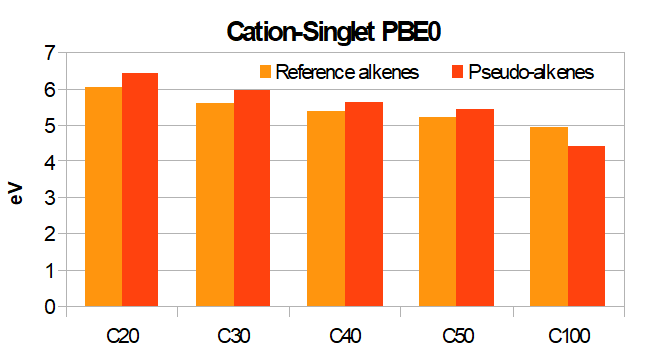 Cation-Singlet PBE0
Reference alkenes
Pseudo-alkenes
eV
7
6
5
4
3
2
1
0
C20
C30
C40
C50
C100